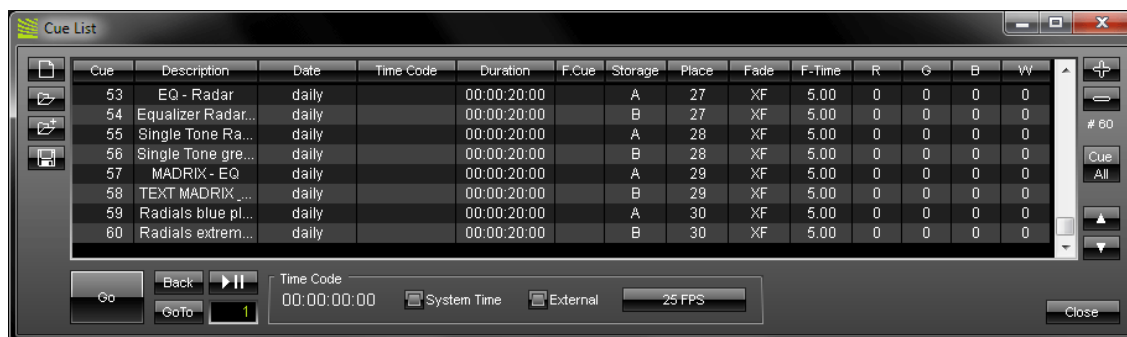 Cue List
Cue Description Date Time Code Duration F.Cue Storage Place Fade F-Time R G B W
53 EQ - Radar daily 00:00:20:00 A 27 XF 5.00 0 0 0 0
54 Equalizer Radar... daily 00:00:20:00 B 27 XF 5.00 0 0 0 0
55 Single Tone Ra... daily 00:00:20:00 A 28 XF 5.00 0 0 0 0
56 Single Tone gre... daily 00:00:20:00 B 28 XF 5.00 0 0 0 0
57 MADRIX - EQ daily 00:00:20:00 A 29 XF 5.00 0 0 0 0
58 TEXT MADRIX _... daily 00:00:20:00 B 29 XF 5.00 0 0 0 0
59 Radials blue pl... daily 00:00:20:00 A 30 XF 5.00 0 0 0 0
60 Radials extrem... daily 00:00:20:00 B 30 XF 5.00 0 0 0 0
# 60
Cue
All
Go
Back
GoTo 1
Time Code
00:00:00:00 System Time External 25 FPS
Close